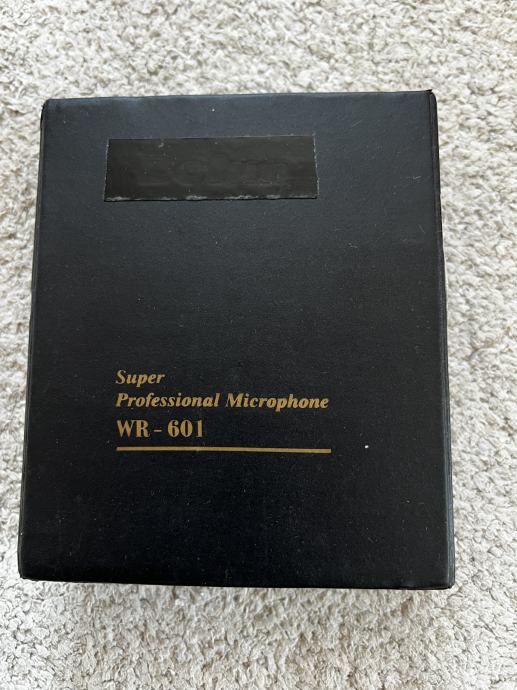 Super
Professional Microphone
WR - 601